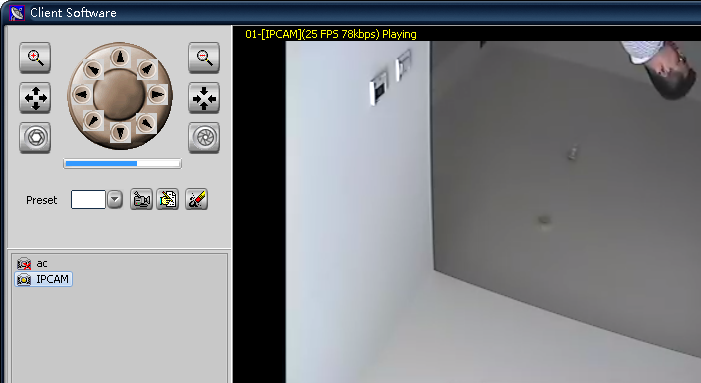 Client Software
01-[IPCAM](25 FPS 78kbps) Playing
Preset
ac
IPCAM